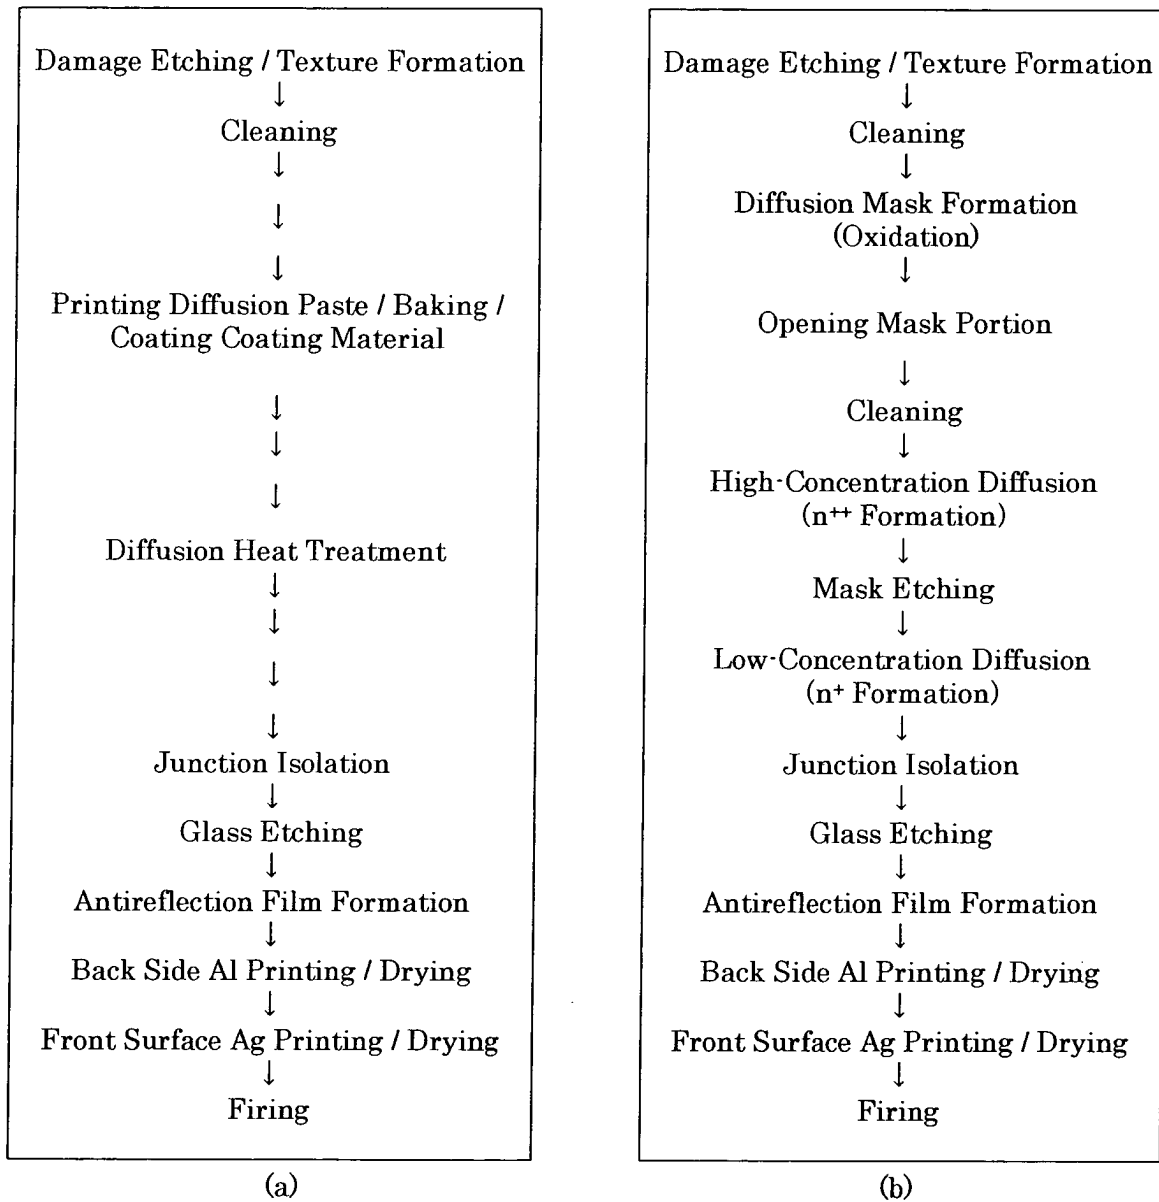 Damage Etching / Texture Formation
↓
Cleaning
↓
↓
↓
Printing Diffusion Paste / Baking /
Coating Coating Material
↓
↓
↓
Diffusion Heat Treatment
↓
↓
↓
↓
Junction Isolation
↓
Glass Etching
↓
Antireflection Film Formation
↓
Back Side Al Printing / Drying
↓
Front Surface Ag Printing / Drying
↓
Firing
(a)
Damage Etching / Texture Formation
↓
Cleaning
↓
Diffusion Mask Formation
(Oxidation)
↓
Opening Mask Portion
↓
Cleaning
↓
High-Concentration Diffusion
(n⁺⁺ Formation)
↓
Mask Etching
↓
Low-Concentration Diffusion
(n⁺ Formation)
↓
Junction Isolation
↓
Glass Etching
↓
Antireflection Film Formation
↓
Back Side Al Printing / Drying
↓
Front Surface Ag Printing / Drying
↓
Firing
(b)